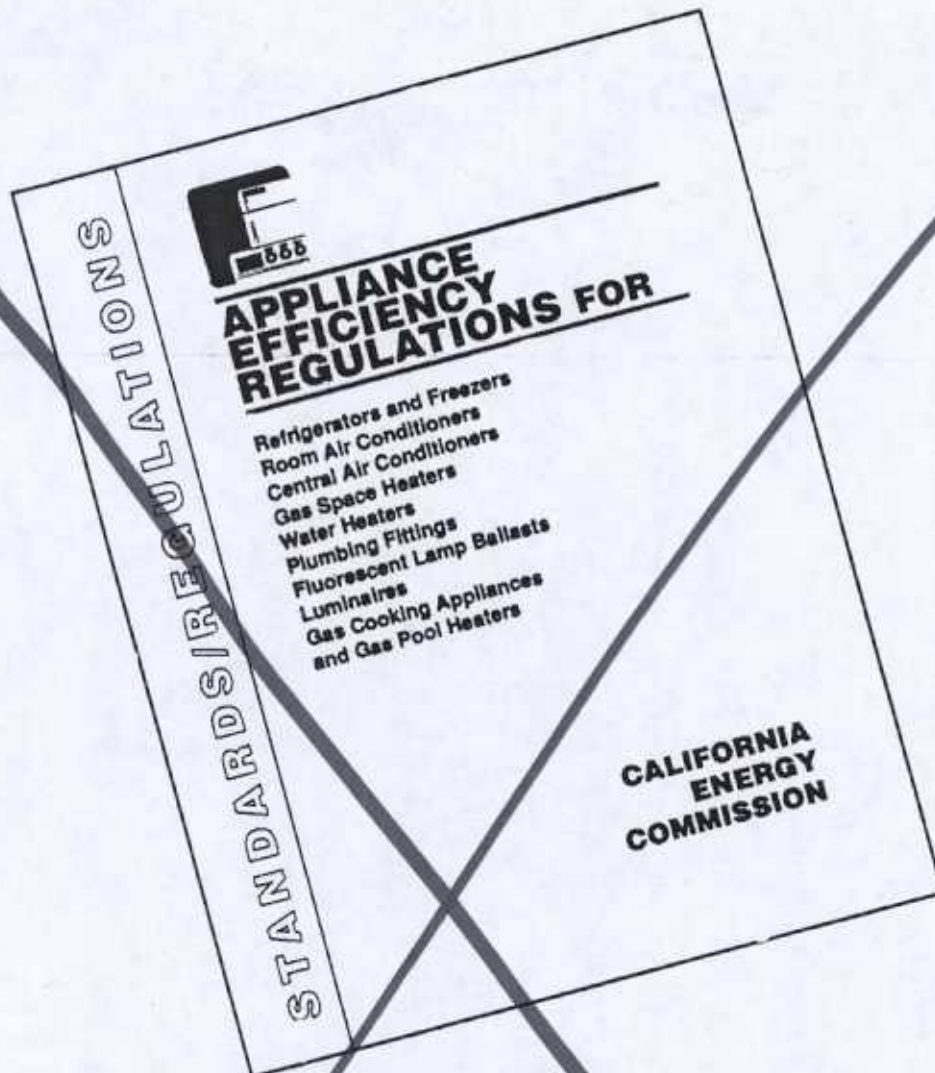 STANDARDS/REGULATIONS
APPLIANCE
EFFICIENCY
REGULATIONS FOR
Refrigerators and Freezers
Room Air Conditioners
Central Air Conditioners
Gas Space Heaters
Water Heaters
Plumbing Fittings
Fluorescent Lamp Ballasts
Luminaires
Gas Cooking Appliances
and Gas Pool Heaters
CALIFORNIA
ENERGY
COMMISSION